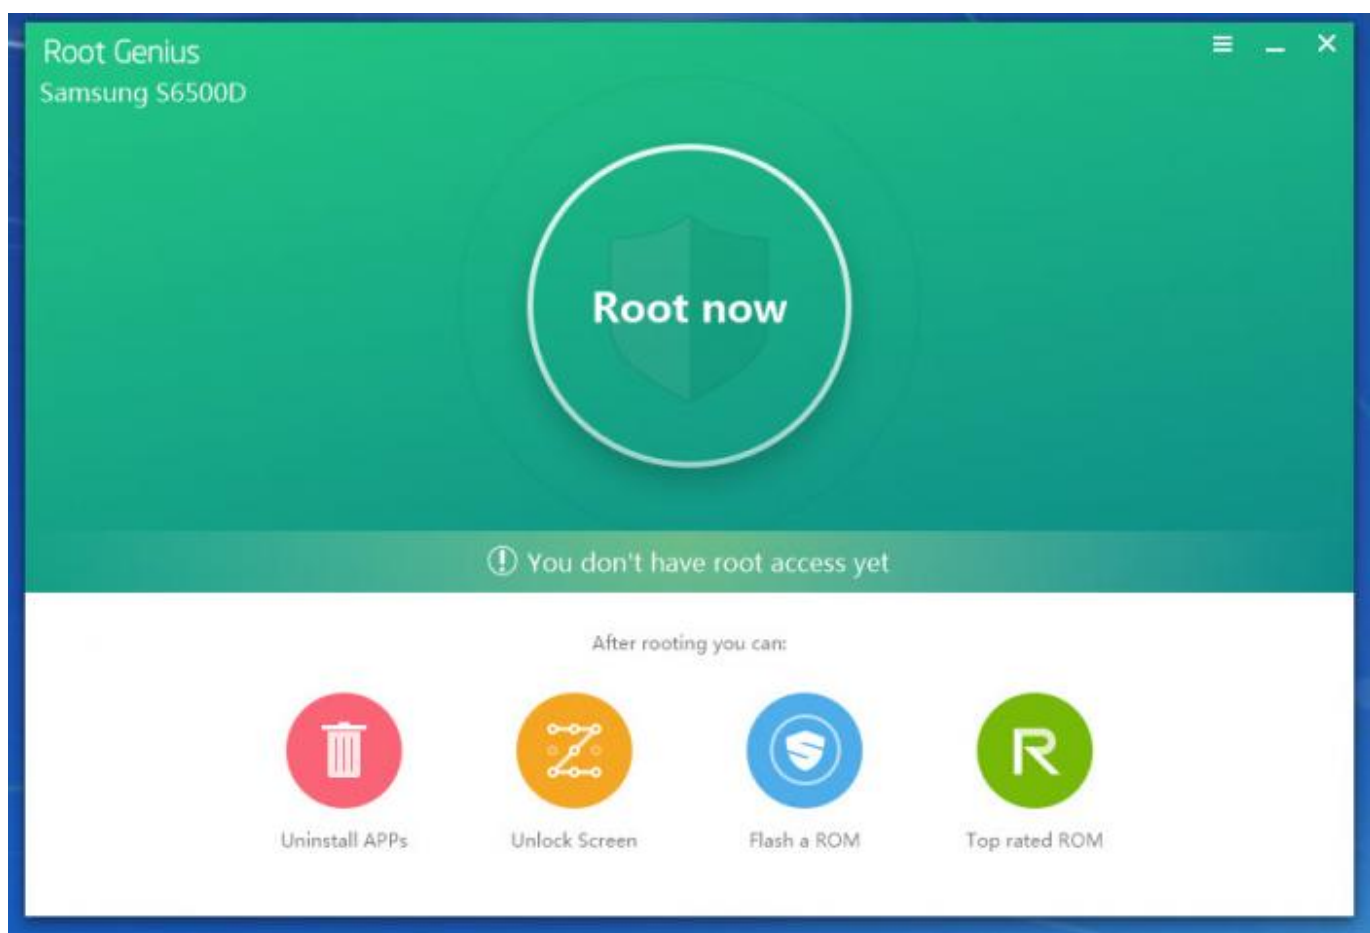 Root Genius
Samsung S6500D
Root now
You don't have root access yet
After rooting you can:
Uninstall APPs
Unlock Screen
Flash a ROM
Top rated ROM